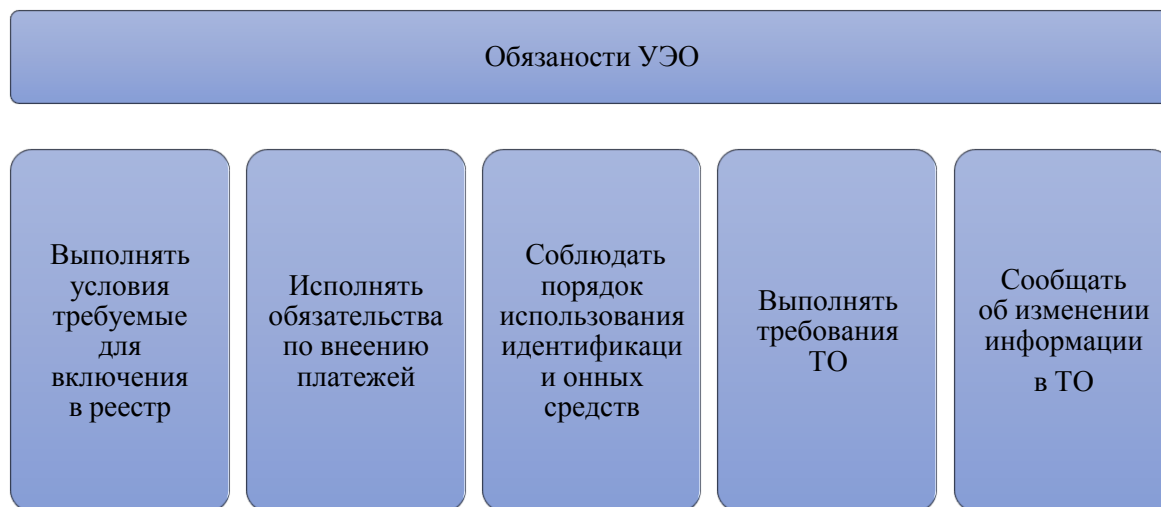 Обязаности УЭО
Выполнять
условия
требуемые
для
включения
в реестр
Исполнять
обязательства
по внеению
платежей
Соблюдать
порядок
использования
идентификаци
и онных
средств
Выполнять
требования
ТО
Сообщать
об изменении
информации
в ТО